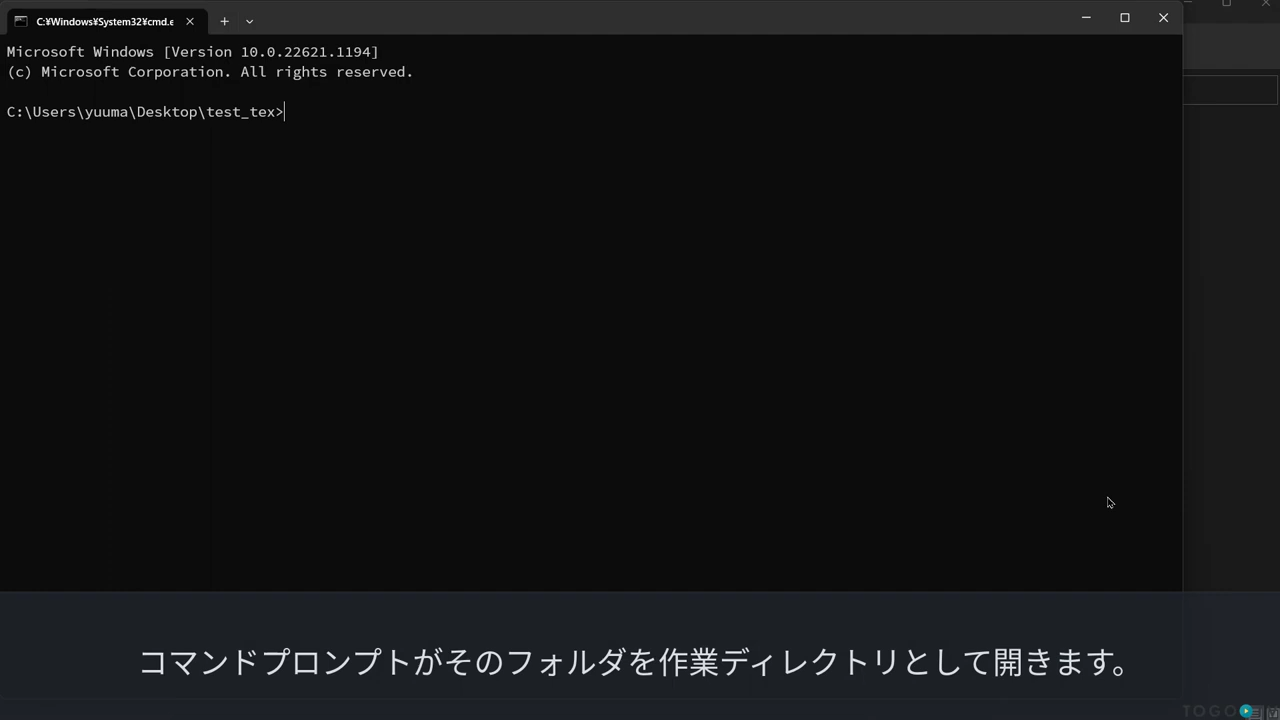 C:¥Windows¥System32¥cmd.e
Microsoft Windows [Version 10.0.22621.1194]
(c) Microsoft Corporation. All rights reserved.
C:\Users\yuuma\Desktop\test_tex>
コマンドプロンプトがそのフォルダを作業ディレクトリとして開きます。
TOGO